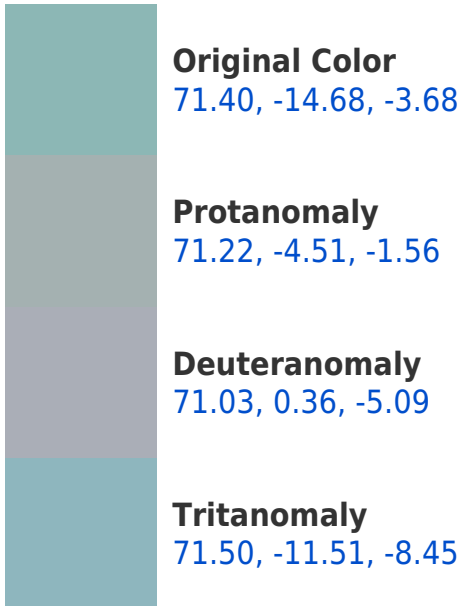 Original Color
71.40, -14.68, -3.68
Protanomaly
71.22, -4.51, -1.56
Deuteranomaly
71.03, 0.36, -5.09
Tritanomaly
71.50, -11.51, -8.45